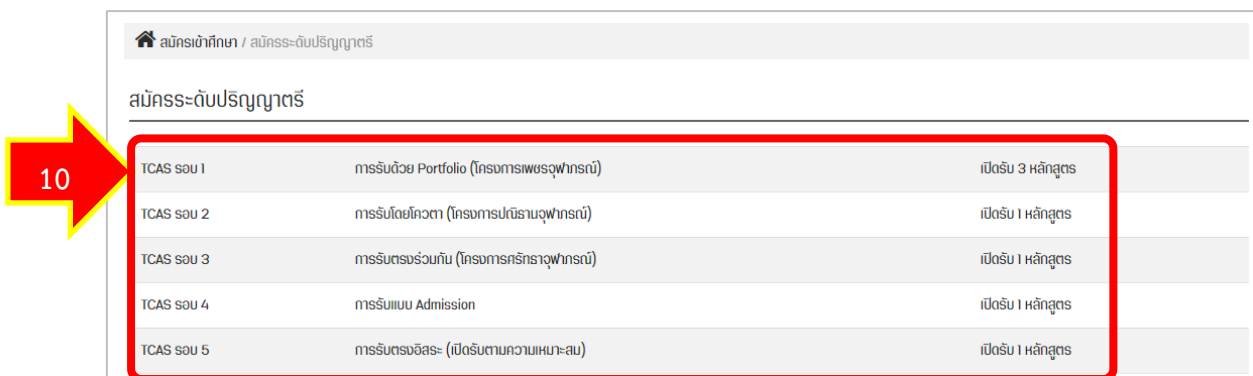 สมัครเข้าศึกษา / สมัครระดับปริญญาตรี
สมัครระดับปริญญาตรี
10
TCAS รอบ 1 การรับด้วย Portfolio (โครงการเพชรจุฬาภรณ์) เปิดรับ 3 หลักสูตร
TCAS รอบ 2 การรับโดยโควตา (โครงการปณิธานจุฬาภรณ์) เปิดรับ 1 หลักสูตร
TCAS รอบ 3 การรับตรงร่วมกัน (โครงการศรัทธาจุฬาภรณ์) เปิดรับ 1 หลักสูตร
TCAS รอบ 4 การรับแบบ Admission เปิดรับ 1 หลักสูตร
TCAS รอบ 5 การรับตรงอิสระ (เปิดรับตามความเหมาะสม) เปิดรับ 1 หลักสูตร